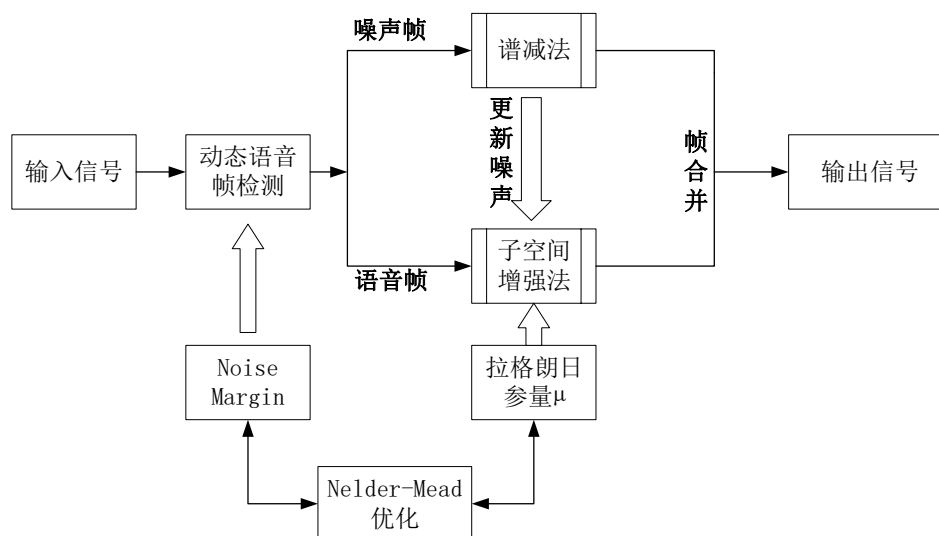 噪声帧
谱减法
更新噪声
帧合并
输入信号
动态语音
帧检测
输出信号
语音帧
子空间
增强法
Noise
Margin
拉格朗日
参量μ
Nelder-Mead
优化